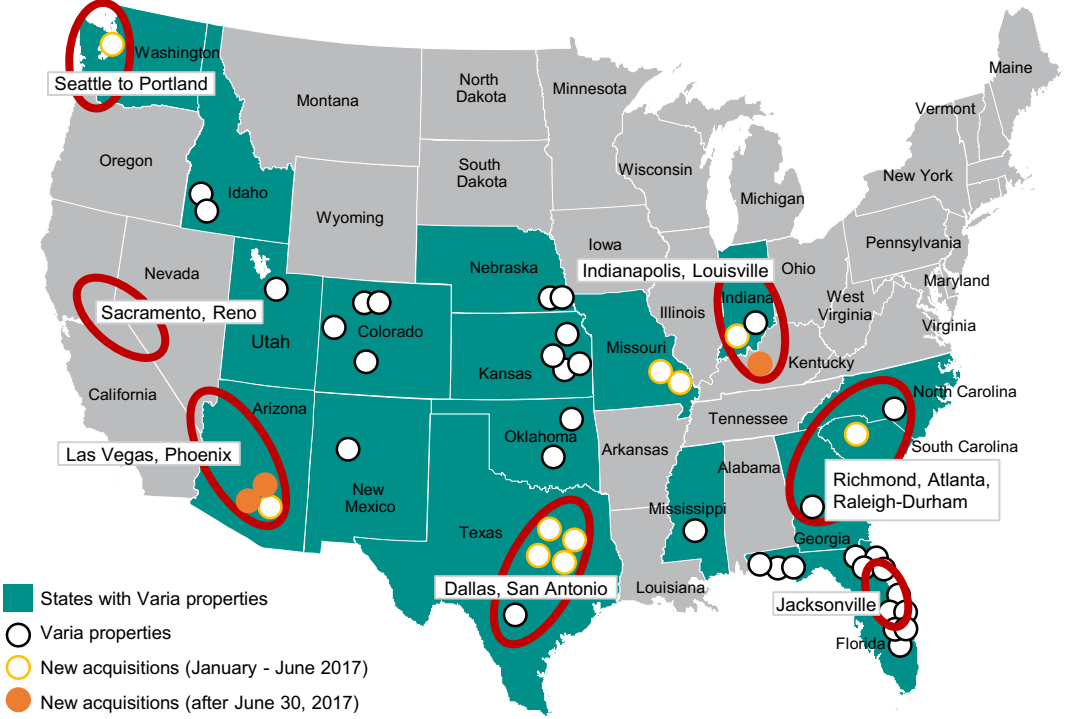 Maine
Washington
Seattle to Portland
North
Dakota
Minnesota
Montana
Vermont
Oregon
Idaho
South
Dakota
Wisconsin
Michigan
New York
Wyoming
Iowa
Pennsylvania
Nevada
Nebraska
Indianapolis, Louisville
Ohio
Maryland
Sacramento, Reno
Indiana
Illinois
West
Virginia
Virginia
Utah
Colorado
Missouri
Kentucky
Kansas
California
Arizona
North Carolina
Tennessee
Oklahoma
Arkansas
South Carolina
Las Vegas, Phoenix
Alabama
Richmond, Atlanta,
Raleigh-Durham
New
Mexico
Mississippi
Texas
Georgia
Dallas, San Antonio
Louisiana
Jacksonville
Florida
States with Varia properties
Varia properties
New acquisitions (January - June 2017)
New acquisitions (after June 30, 2017)